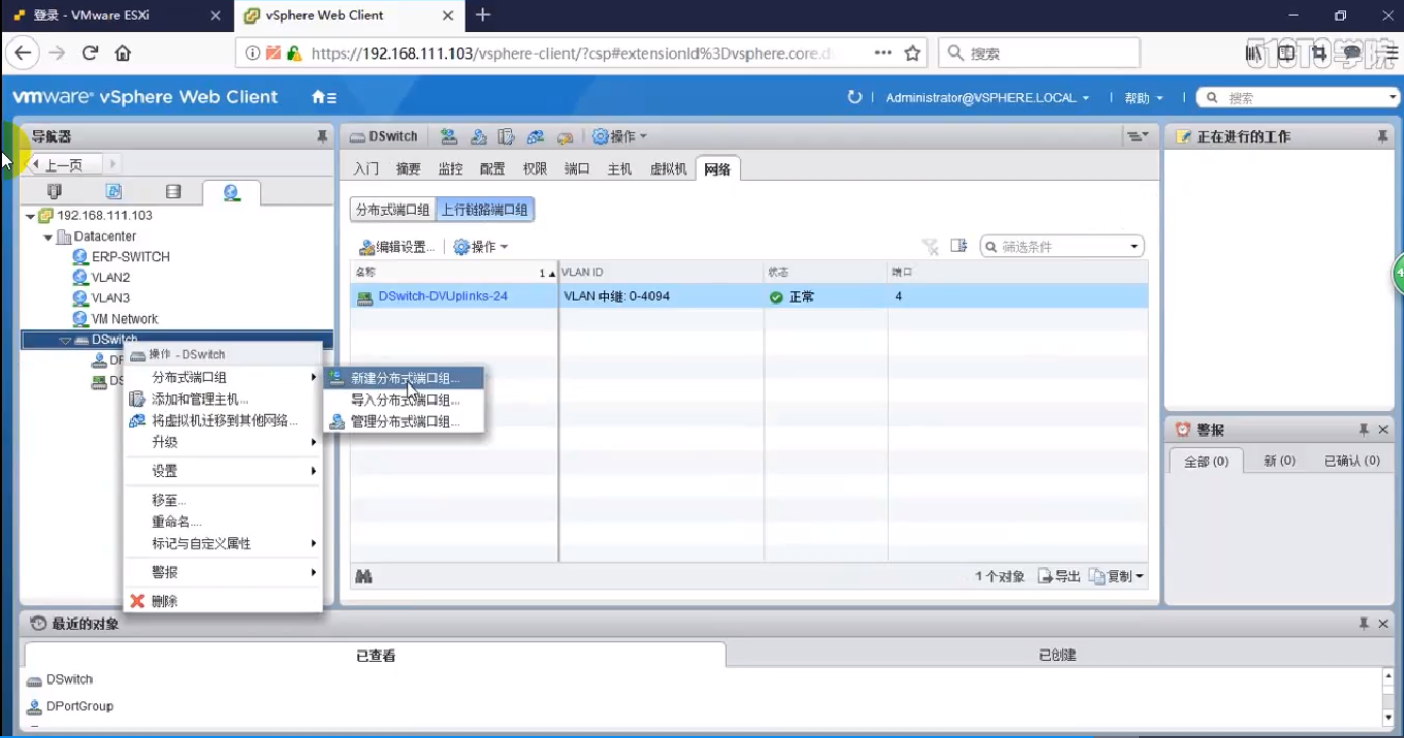 登录 - VMware ESXi
vSphere Web Client
https://192.168.111.103/vsphere-client/?csp#extensionId%3Dvsphere.core.d
搜索
51CTO学院
vmware® vSphere Web Client
Administrator@VSPHERE.LOCAL
帮助
搜索
导航器
DSwitch
操作
正在进行的工作
上一页
入门 摘要 监控 配置 权限 端口 主机 虚拟机 网络
192.168.111.103
分布式端口组 上行链路端口组
Datacenter
编辑设置... 操作
筛选条件
ERP-SWITCH
名称 1 VLAN ID 状态 端口
VLAN2
VLAN3
DSwitch-DVUplinks-24 VLAN 中继: 0-4094 正常 4
VM Network
DSwitch
操作 - DSwitch
分布式端口组
新建分布式端口组...
添加和管理主机...
导入分布式端口组...
将虚拟机迁移到其他网络...
管理分布式端口组...
升级
设置
移至...
重命名...
标记与自定义属性
警报
删除
警报
全部 (0) 新 (0) 已确认 (0)
1 个对象 导出 复制
最近的对象
已查看 已创建
DSwitch
DPortGroup